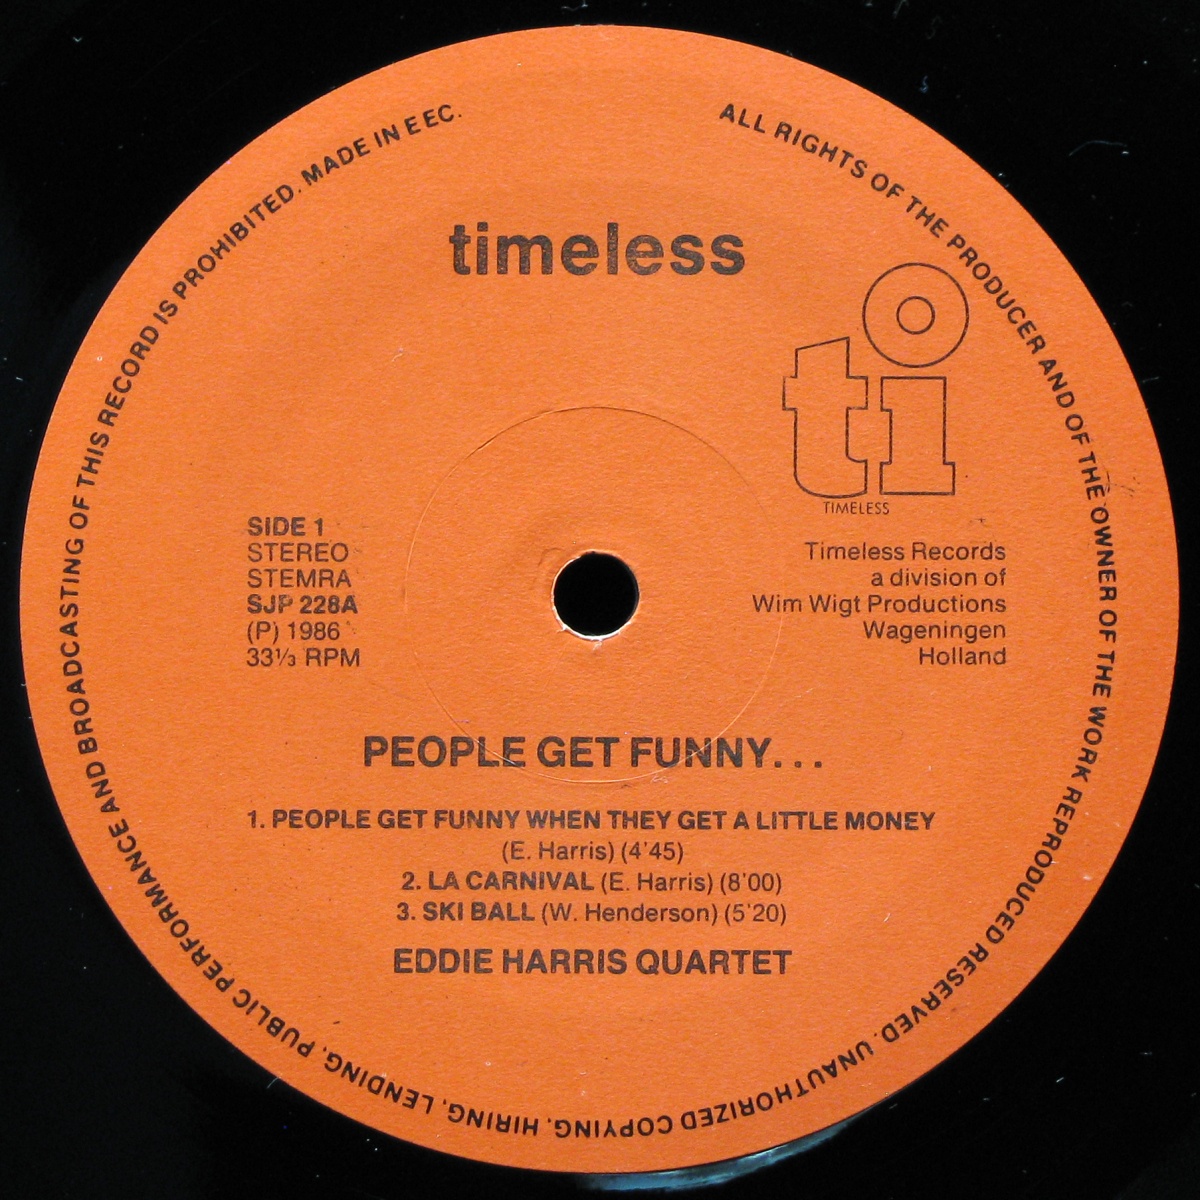 ALL RIGHTS OF THE PRODUCER AND OF THE OWNER OF THE WORK REPRODUCED RESERVED. UNAUTHORIZED COPYING, HIRING, LENDING, PUBLIC PERFORMANCE AND BROADCASTING OF THIS RECORD IS PROHIBITED. MADE IN EEC.
timeless
ti
TIMELESS
SIDE 1
STEREO
STEMRA
SJP 228A
(P) 1986
33⅓ RPM
Timeless Records
a division of
Wim Wigt Productions
Wageningen
Holland
PEOPLE GET FUNNY...
1. PEOPLE GET FUNNY WHEN THEY GET A LITTLE MONEY
(E. Harris) (4'45)
2. LA CARNIVAL (E. Harris) (8'00)
3. SKI BALL (W. Henderson) (5'20)
EDDIE HARRIS QUARTET